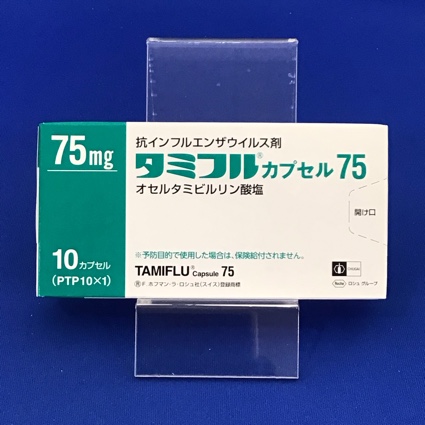 75mg
抗インフルエンザウイルス剤
タミフル®カプセル75
オセルタミビルリン酸塩
開け口
10カプセル
(PTP10×1)
※予防目的で使用した場合は、保険給付されません。
TAMIFLU® Capsule 75
Ⓡ F.ホフマン・ラ・ロシュ社(スイス)登録商標
Roche ロシュ グループ